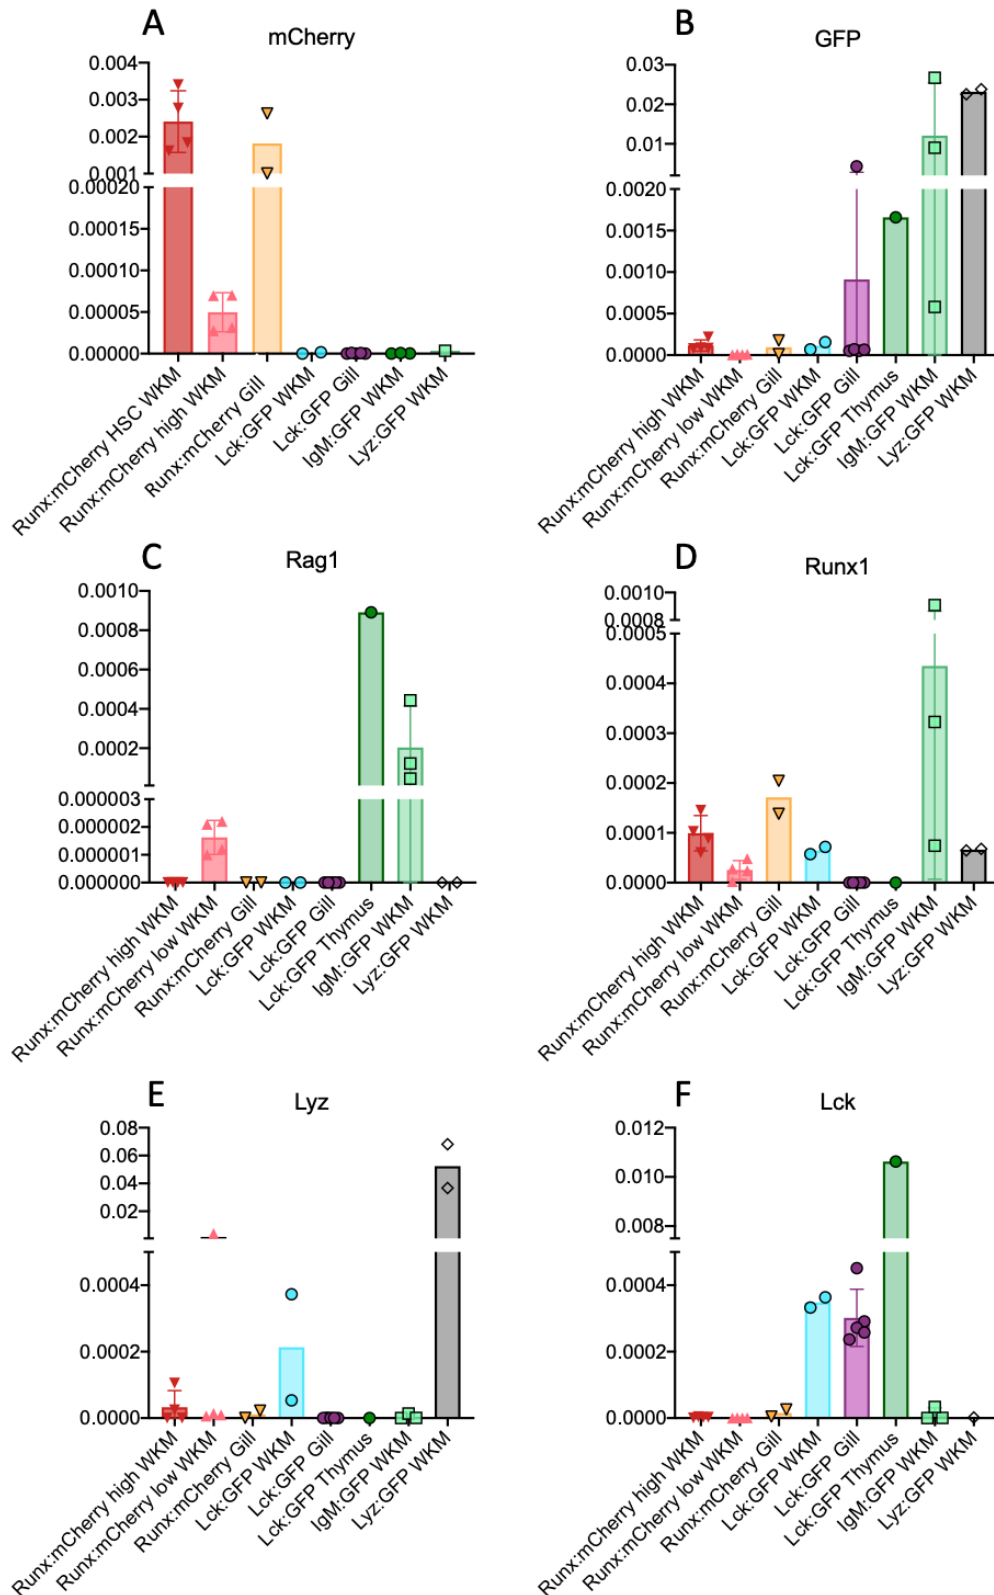 A
mCherry
0.004
0.003
0.002
0.001
0.00020
0.00015
0.00010
0.00005
0.00000
Runx:mCherry HSC WKM
Runx:mCherry high WKM
Runx:mCherry Gill
Lck:GFP WKM
Lck:GFP Gill
IgM:GFP WKM
Lyz:GFP WKM
B
GFP
0.03
0.02
0.01
0.0020
0.0015
0.0010
0.0005
0.0000
Runx:mCherry high WKM
Runx:mCherry low WKM
Runx:mCherry Gill
Lck:GFP WKM
Lck:GFP Gill
Lck:GFP Thymus
IgM:GFP WKM
Lyz:GFP WKM
C
Rag1
0.0010
0.0008
0.0006
0.0004
0.0002
0.000003
0.000002
0.000001
0.000000
Runx:mCherry high WKM
Runx:mCherry low WKM
Runx:mCherry Gill
Lck:GFP WKM
Lck:GFP Gill
Lck:GFP Thymus
IgM:GFP WKM
Lyz:GFP WKM
D
Runx1
0.0010
0.0008
0.0005
0.0004
0.0003
0.0002
0.0001
0.0000
Runx:mCherry high WKM
Runx:mCherry low WKM
Runx:mCherry Gill
Lck:GFP WKM
Lck:GFP Gill
Lck:GFP Thymus
IgM:GFP WKM
Lyz:GFP WKM
E
Lyz
0.08
0.06
0.04
0.02
0.0004
0.0002
0.0000
Runx:mCherry high WKM
Runx:mCherry low WKM
Runx:mCherry Gill
Lck:GFP WKM
Lck:GFP Gill
Lck:GFP Thymus
IgM:GFP WKM
Lyz:GFP WKM
F
Lck
0.012
0.010
0.008
0.0004
0.0002
0.0000
Runx:mCherry high WKM
Runx:mCherry low WKM
Runx:mCherry Gill
Lck:GFP WKM
Lck:GFP Gill
Lck:GFP Thymus
IgM:GFP WKM
Lyz:GFP WKM